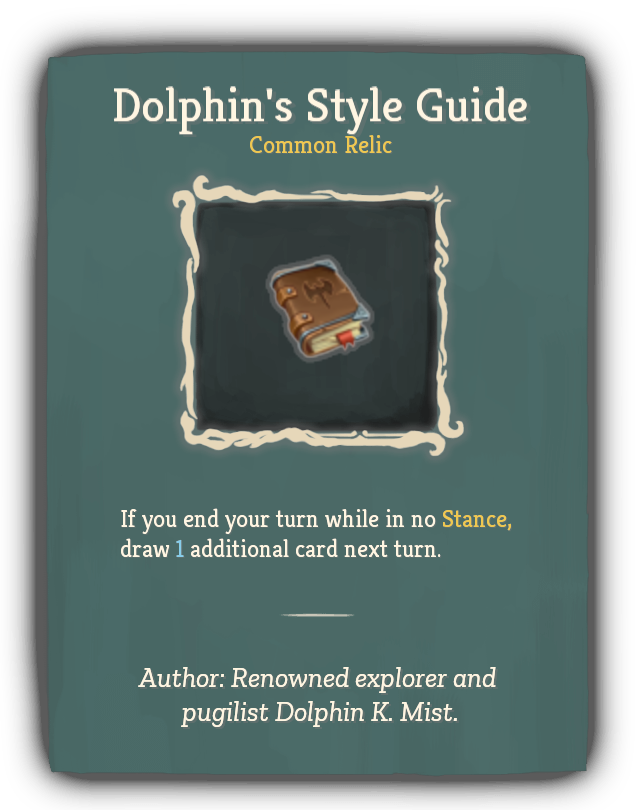 Dolphin's Style Guide
Common Relic
If you end your turn while in no Stance,
draw 1 additional card next turn.
Author: Renowned explorer and
pugilist Dolphin K. Mist.